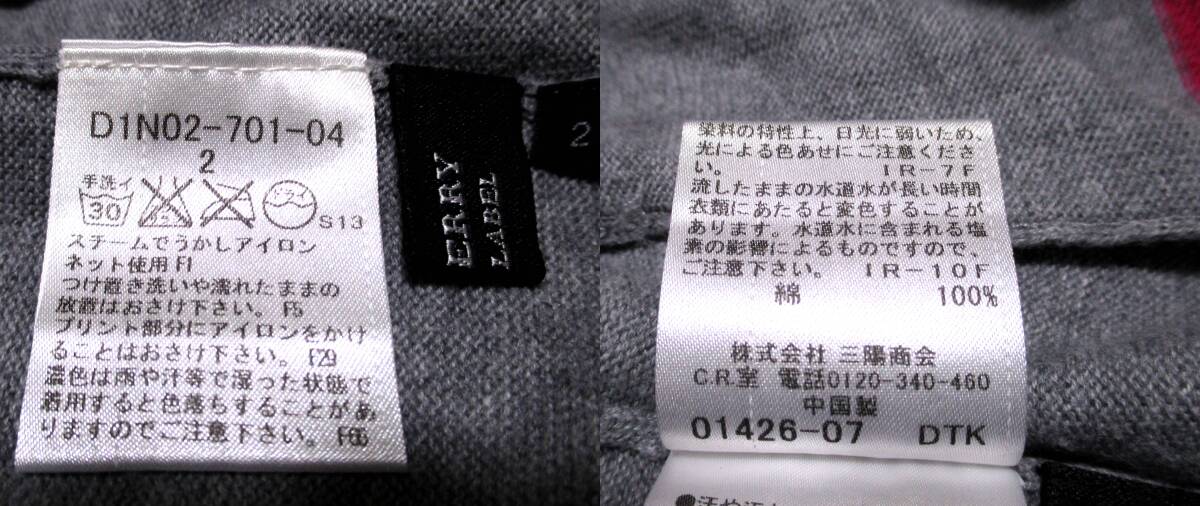 D1N02-701-04
2
手洗イ
30
ドライ
S13
スチームでうかしアイロン
ネット使用 F1
つけ置き洗いや濡れたままの
放置はおさけ下さい。 F5
プリント部分にアイロンをかけ
ることはおさけ下さい。 F29
濃色は雨や汗等で湿った状態で
着用すると色落ちすることがあ
りますのでご注意下さい。 F66
ERRY
LABEL
2
染料の特性上、日光に弱いため、
光による色あせにご注意くださ
い。 IR-7F
流したままの水道水が長い時間
衣類にあたると変色することが
あります。水道水に含まれる塩
素の影響によるものですので、
ご注意下さい。 IR-10F
綿 100%
株式会社 三陽商会
C.R.室 電話0120-340-460
中国製
01426-07 DTK